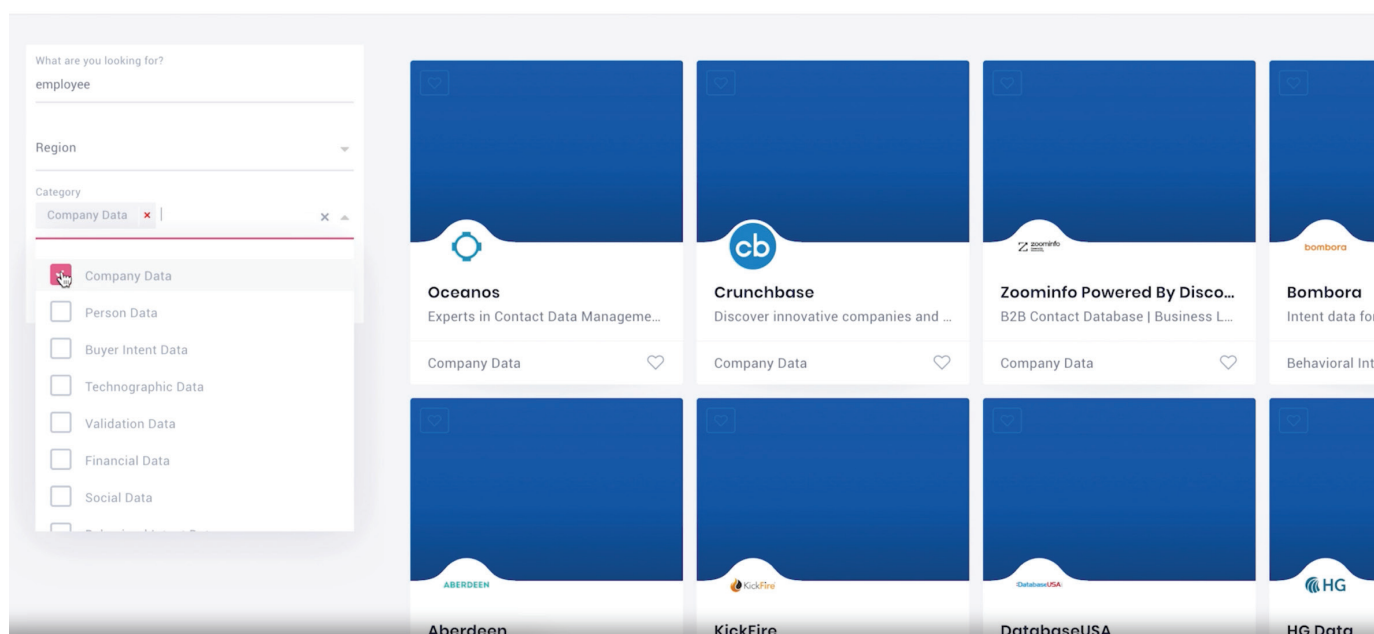 What are you looking for?
employee
Region
Category
Company Data ×
Company Data
Person Data
Buyer Intent Data
Technographic Data
Validation Data
Financial Data
Social Data
cb
zoominfo
bombora
Oceanos
Experts in Contact Data Manageme...
Company Data
Crunchbase
Discover innovative companies and ...
Company Data
Zoominfo Powered By Disco...
B2B Contact Database | Business L...
Company Data
Bombora
Intent data fo
Behavioral Int
ABERDEEN
KickFire
DatabaseUSA
HG
Aberdeen
KickFire
DatabaseUSA
HG Data